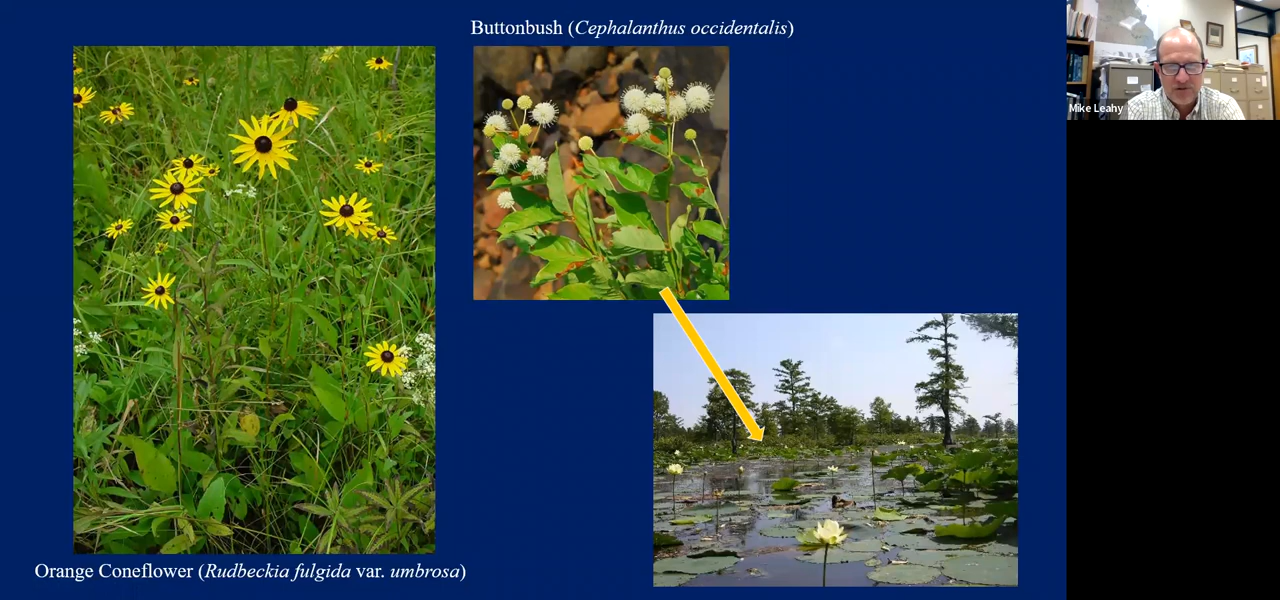 Buttonbush (Cephalanthus occidentalis)
Mike Leahy
Orange Coneflower (Rudbeckia fulgida var. umbrosa)